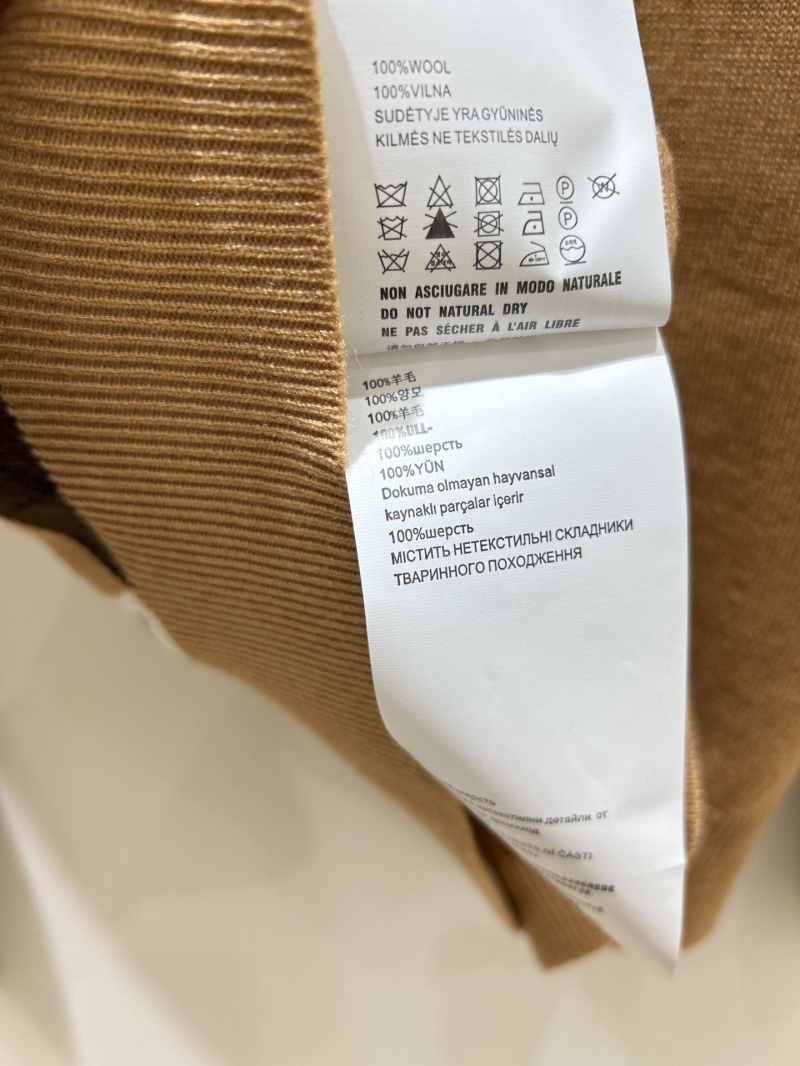 100%WOOL
100%VILNA
SUDĖTYJE YRA GYŪNINĖS
KILMĖS NE TEKSTILĖS DALIŲ
NON ASCIUGARE IN MODO NATURALE
DO NOT NATURAL DRY
NE PAS SÉCHER À L'AIR LIBRE
100%羊毛
100%양모
100%羊毛
100%шерсть
100%YÜN
Dokuma olmayan hayvansal
kaynaklı parçalar içerir
100%шерсть
МІСТИТЬ НЕТЕКСТИЛЬНІ СКЛАДНИКИ
ТВАРИННОГО ПОХОДЖЕННЯ
детайли от